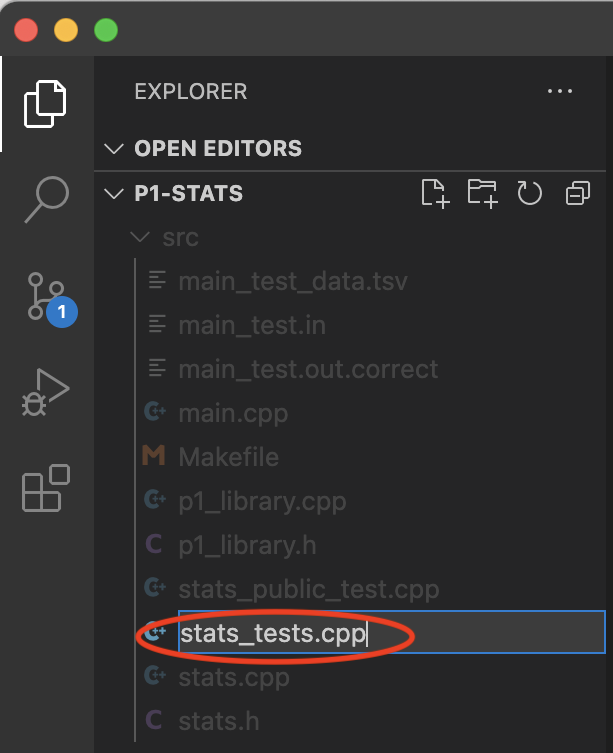 EXPLORER
OPEN EDITORS
P1-STATS
src
main_test_data.tsv
main_test.in
main_test.out.correct
C++ main.cpp
M Makefile
1
C++ p1_library.cpp
C p1_library.h
C++ stats_public_test.cpp
C++ stats_tests.cpp
C++ stats.cpp
C stats.h